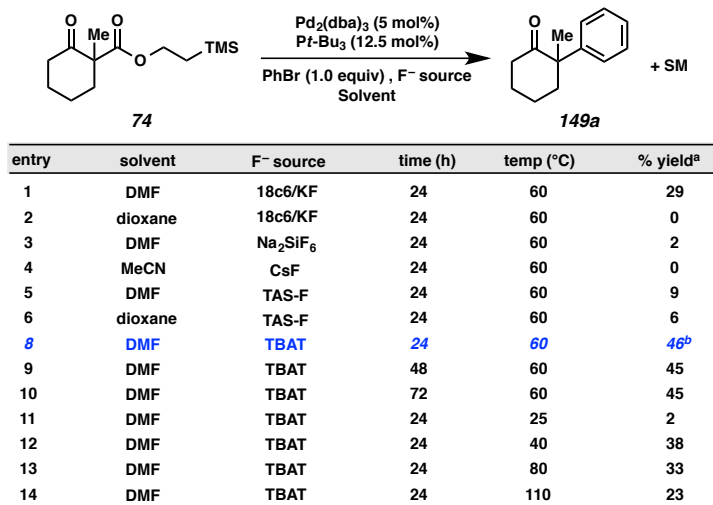 O Me O O TMS
74
Pd2(dba)3 (5 mol%)
Pt-Bu3 (12.5 mol%)
PhBr (1.0 equiv) , F– source
Solvent
O Me
149a
+ SM
entry solvent F– source time (h) temp (°C) % yielda
1 DMF 18c6/KF 24 60 29
2 dioxane 18c6/KF 24 60 0
3 DMF Na2SiF6 24 60 2
4 MeCN CsF 24 60 0
5 DMF TAS-F 24 60 9
6 dioxane TAS-F 24 60 6
8 DMF TBAT 24 60 46b
9 DMF TBAT 48 60 45
10 DMF TBAT 72 60 45
11 DMF TBAT 24 25 2
12 DMF TBAT 24 40 38
13 DMF TBAT 24 80 33
14 DMF TBAT 24 110 23